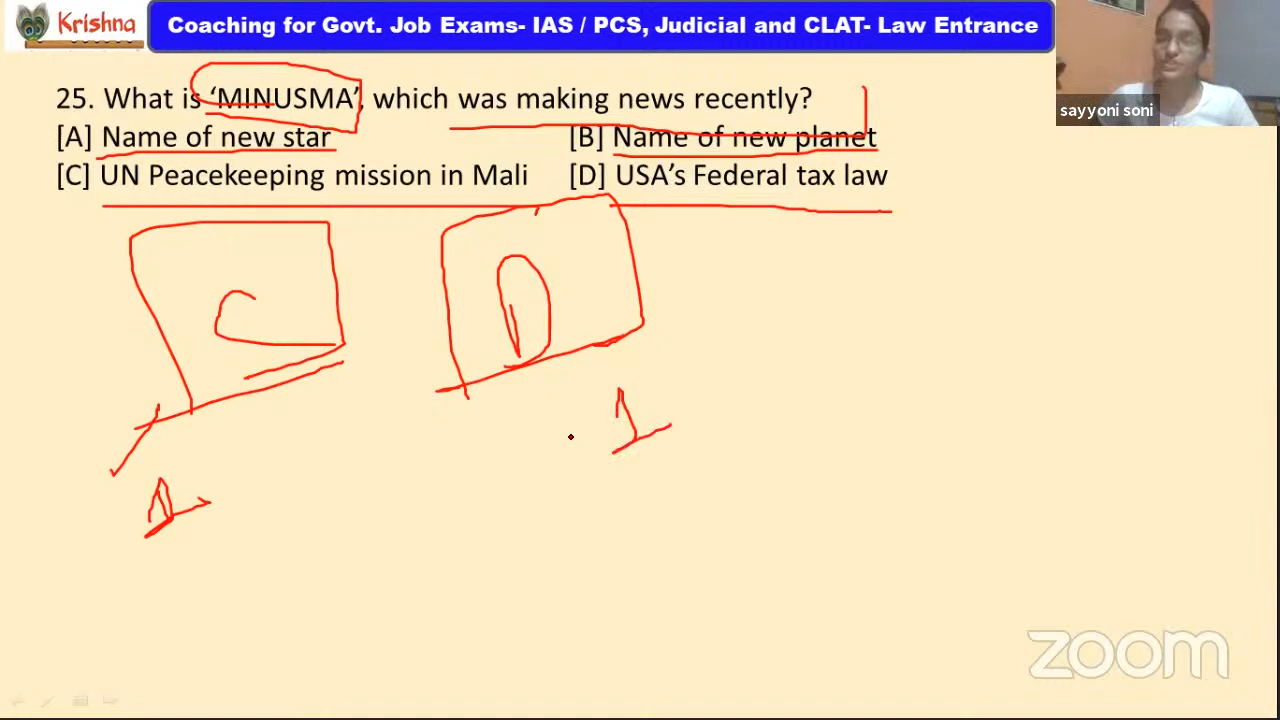 Krishna
Coaching for Govt. Job Exams- IAS / PCS, Judicial and CLAT- Law Entrance
sayyoni soni
25. What is ‘MINUSMA’, which was making news recently?
[A] Name of new star [B] Name of new planet
[C] UN Peacekeeping mission in Mali [D] USA’s Federal tax law
C D
1
zoom